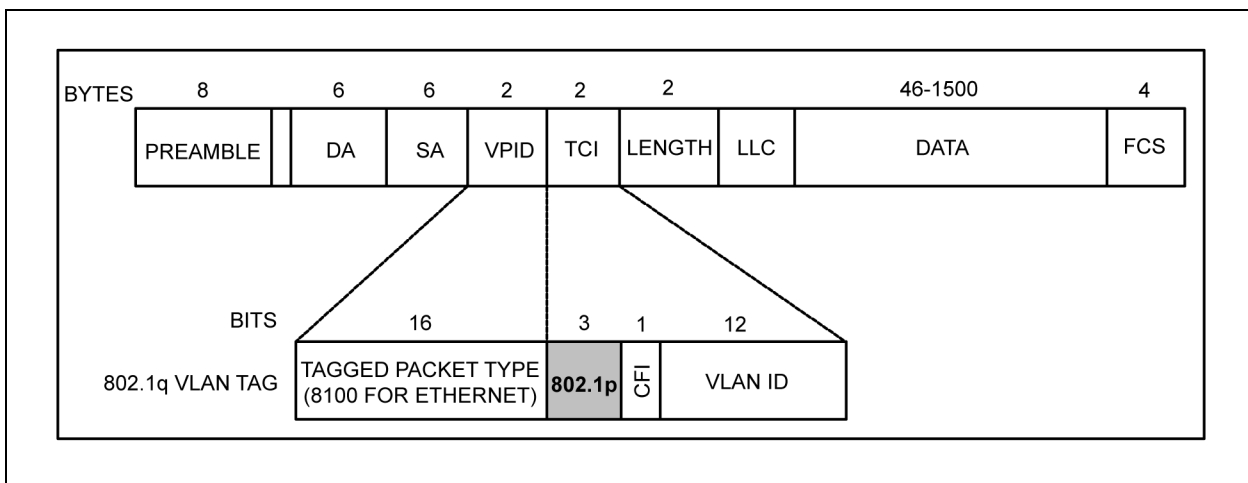 BYTES 8 6 6 2 2 2 46-1500 4
PREAMBLE DA SA VPID TCI LENGTH LLC DATA FCS
BITS 16 3 1 12
802.1q VLAN TAG TAGGED PACKET TYPE
(8100 FOR ETHERNET) 802.1p CFI VLAN ID